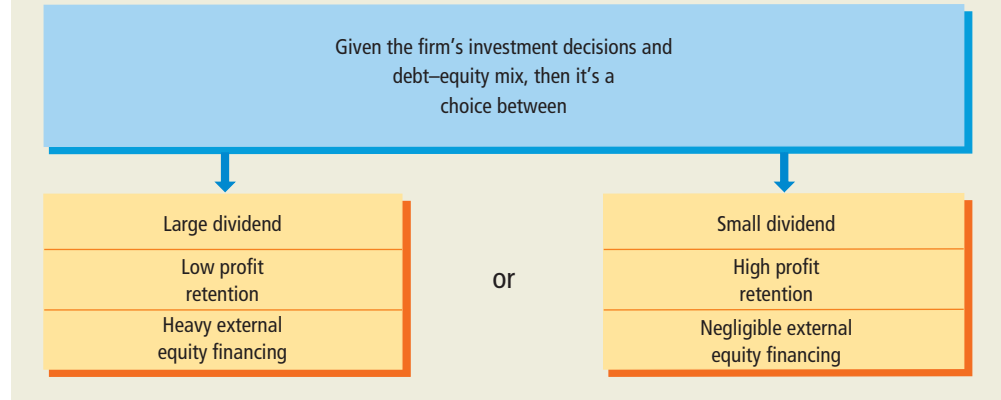 Given the firm’s investment decisions and
debt–equity mix, then it’s a
choice between
Large dividend
Low profit
retention
Heavy external
equity financing
or
Small dividend
High profit
retention
Negligible external
equity financing